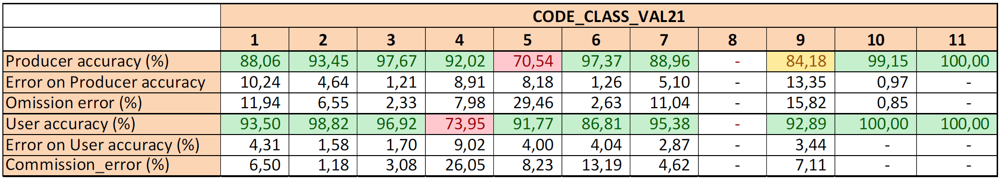 CODE_CLASS_VAL21
1 2 3 4 5 6 7 8 9 10 11
Producer accuracy (%) 88,06 93,45 97,67 92,02 70,54 97,37 88,96 - 84,18 99,15 100,00
Error on Producer accuracy 10,24 4,64 1,21 8,91 8,18 1,26 5,10 - 13,35 0,97 -
Omission error (%) 11,94 6,55 2,33 7,98 29,46 2,63 11,04 - 15,82 0,85 -
User accuracy (%) 93,50 98,82 96,92 73,95 91,77 86,81 95,38 - 92,89 100,00 100,00
Error on User accuracy (%) 4,31 1,58 1,70 9,02 4,00 4,04 2,87 - 3,44 - -
Commission_error (%) 6,50 1,18 3,08 26,05 8,23 13,19 4,62 - 7,11 - -